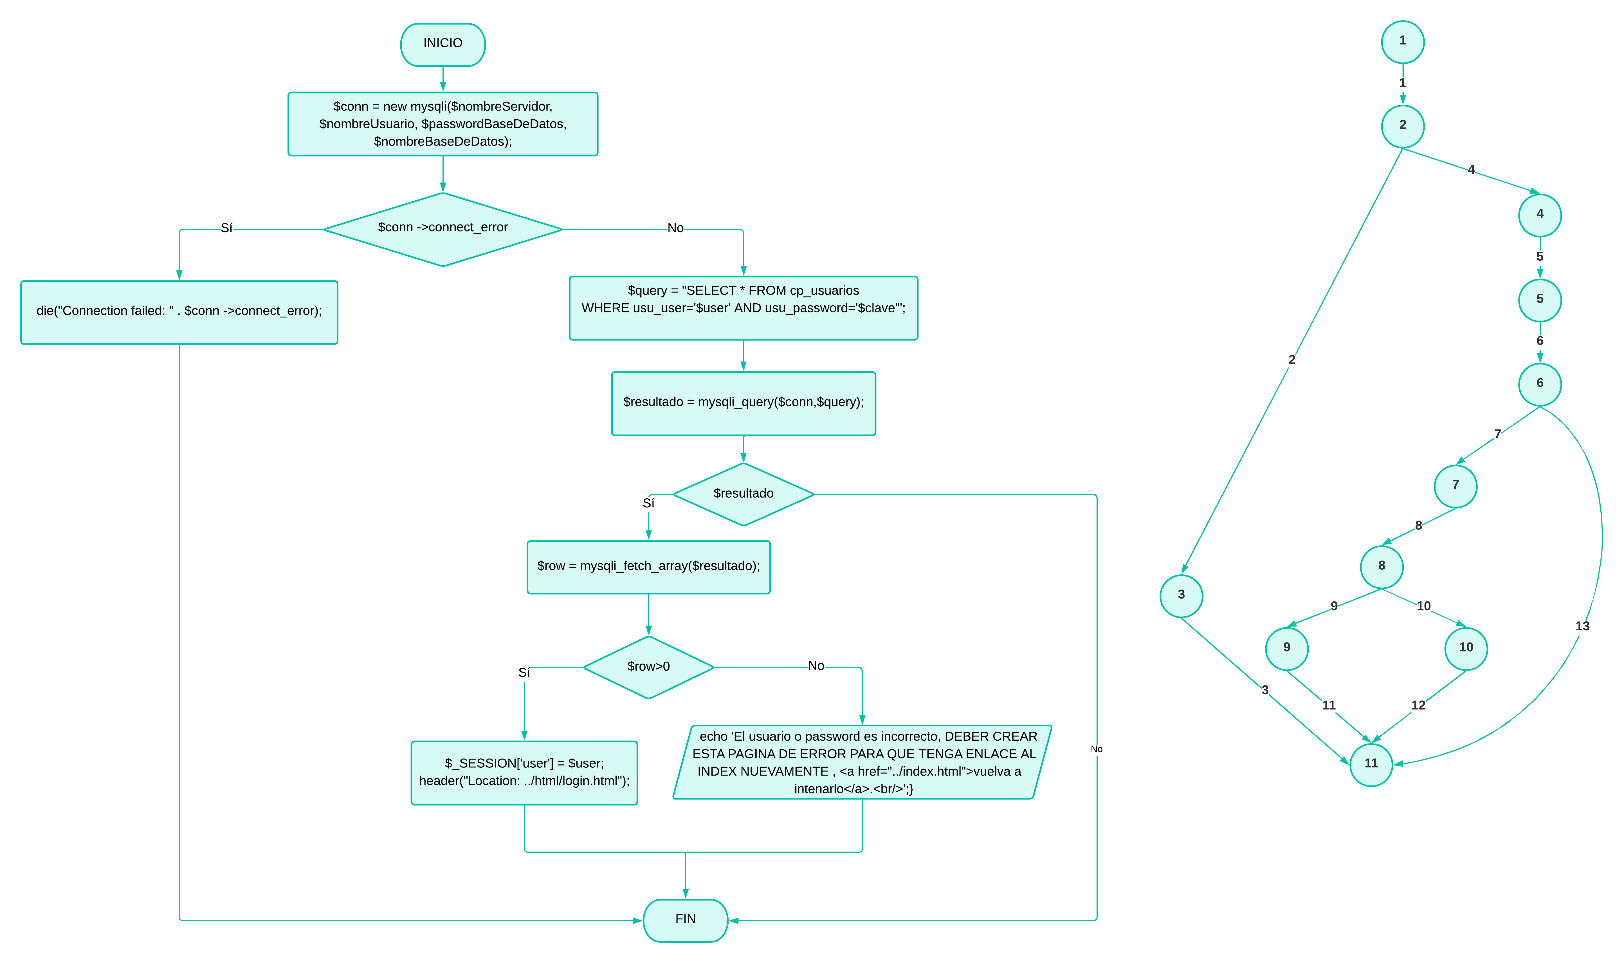 INICIO
$conn = new mysqli($nombreServidor,
$nombreUsuario, $passwordBaseDeDatos,
$nombreBaseDeDatos);
$conn ->connect_error
Sí
No
die("Connection failed: " . $conn ->connect_error);
$query = "SELECT * FROM cp_usuarios
WHERE usu_user='$user' AND usu_password='$clave'";
$resultado = mysqli_query($conn,$query);
$resultado
Sí
No
$row = mysqli_fetch_array($resultado);
$row>0
Sí
No
$_SESSION['user'] = $user;
header("Location: ../html/login.html");
echo 'El usuario o password es incorrecto, DEBER CREAR
ESTA PAGINA DE ERROR PARA QUE TENGA ENLACE AL
INDEX NUEVAMENTE , <a href="../index.html">vuelva a
intenarlo</a>.<br/>';}
FIN
1
1
2
4
4
5
5
2
6
6
7
7
8
8
3
9
10
13
9
10
3
11
12
11